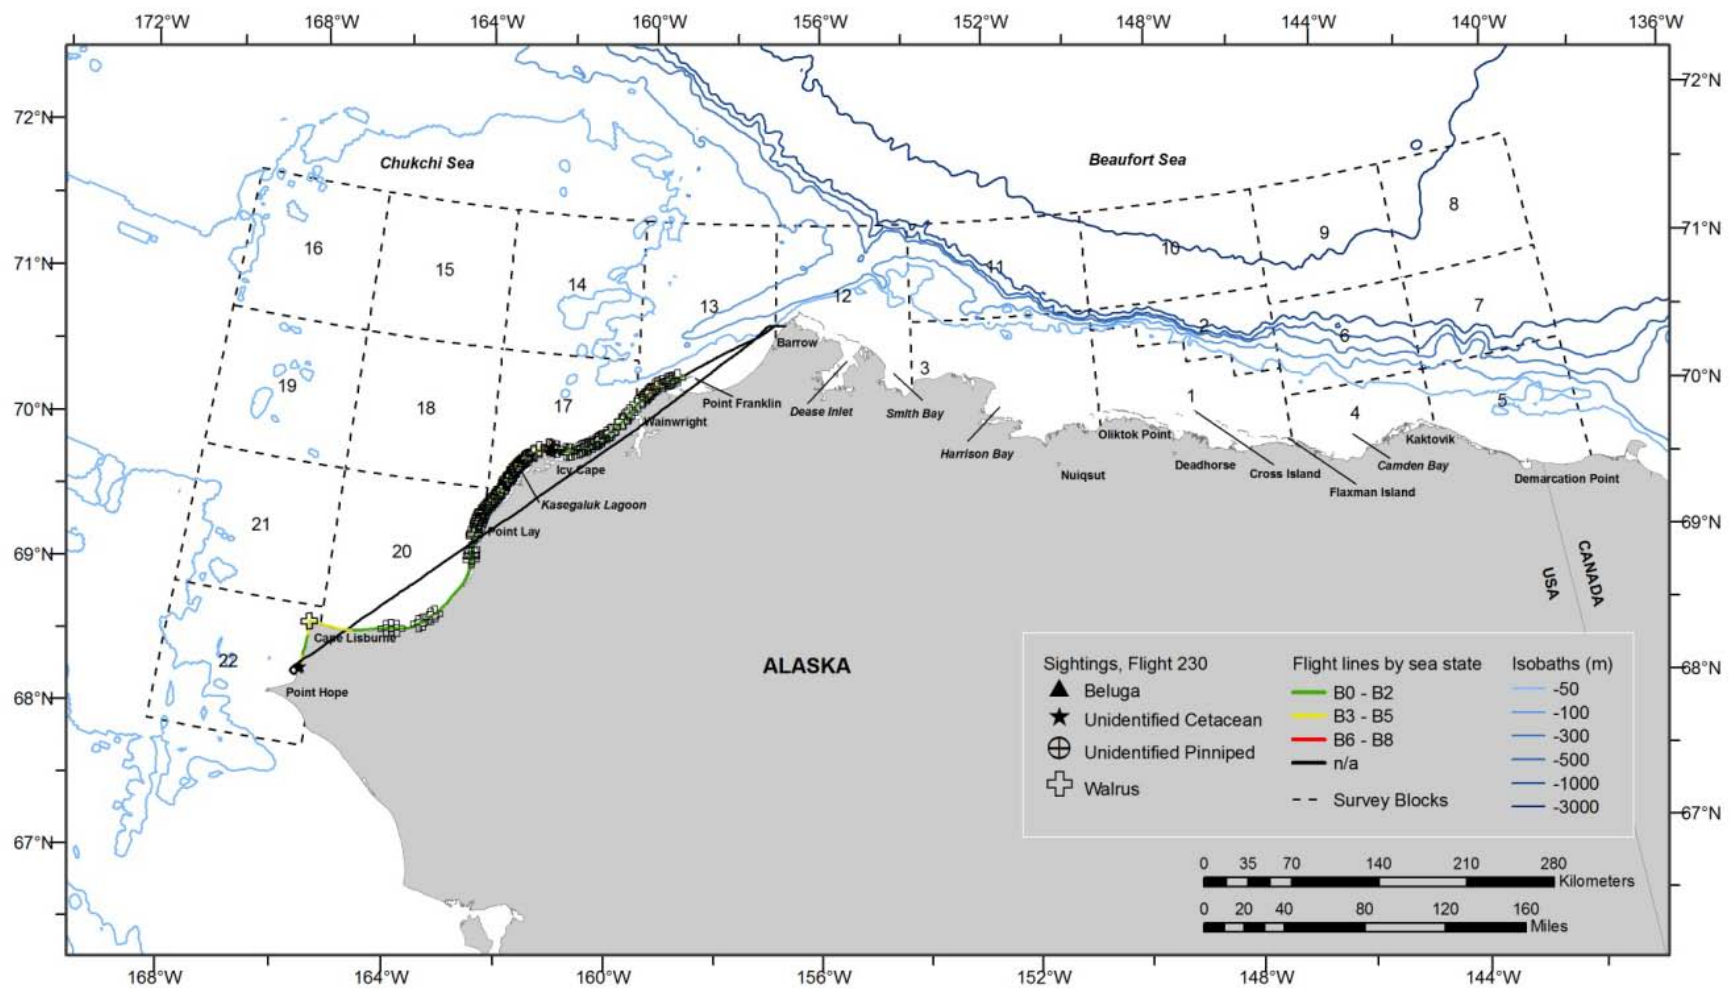 172°W 168°W 164°W 160°W 156°W 152°W 148°W 144°W 140°W 136°W
72°N 72°N
Chukchi Sea Beaufort Sea
8
9
16 10 71°N
15 11
71°N
14
13 12 7
2 6
Barrow
19 3 70°N
18 17 Point Franklin Dease Inlet Smith Bay 1 4 5
70°N
Wainwright Oliktok Point Kaktovik
Harrison Bay
Icy Cape Nuiqsut Deadhorse Cross Island Camden Bay
Kasegaluk Lagoon Flaxman Island Demarcation Point
21 Point Lay 69°N
20
69°N
USA CANADA
Cape Lisburne
22 ALASKA 68°N
Point Hope
68°N
Sightings, Flight 230
Beluga
Unidentified Cetacean
Unidentified Pinniped
Walrus
Flight lines by sea state
B0 - B2
B3 - B5
B6 - B8
n/a
Survey Blocks
Isobaths (m)
-50
-100
-300
-500
-1000
-3000
67°N
67°N
0 35 70 140 210 280
Kilometers
0 20 40 80 120 160
Miles
168°W 164°W 160°W 156°W 152°W 148°W 144°W